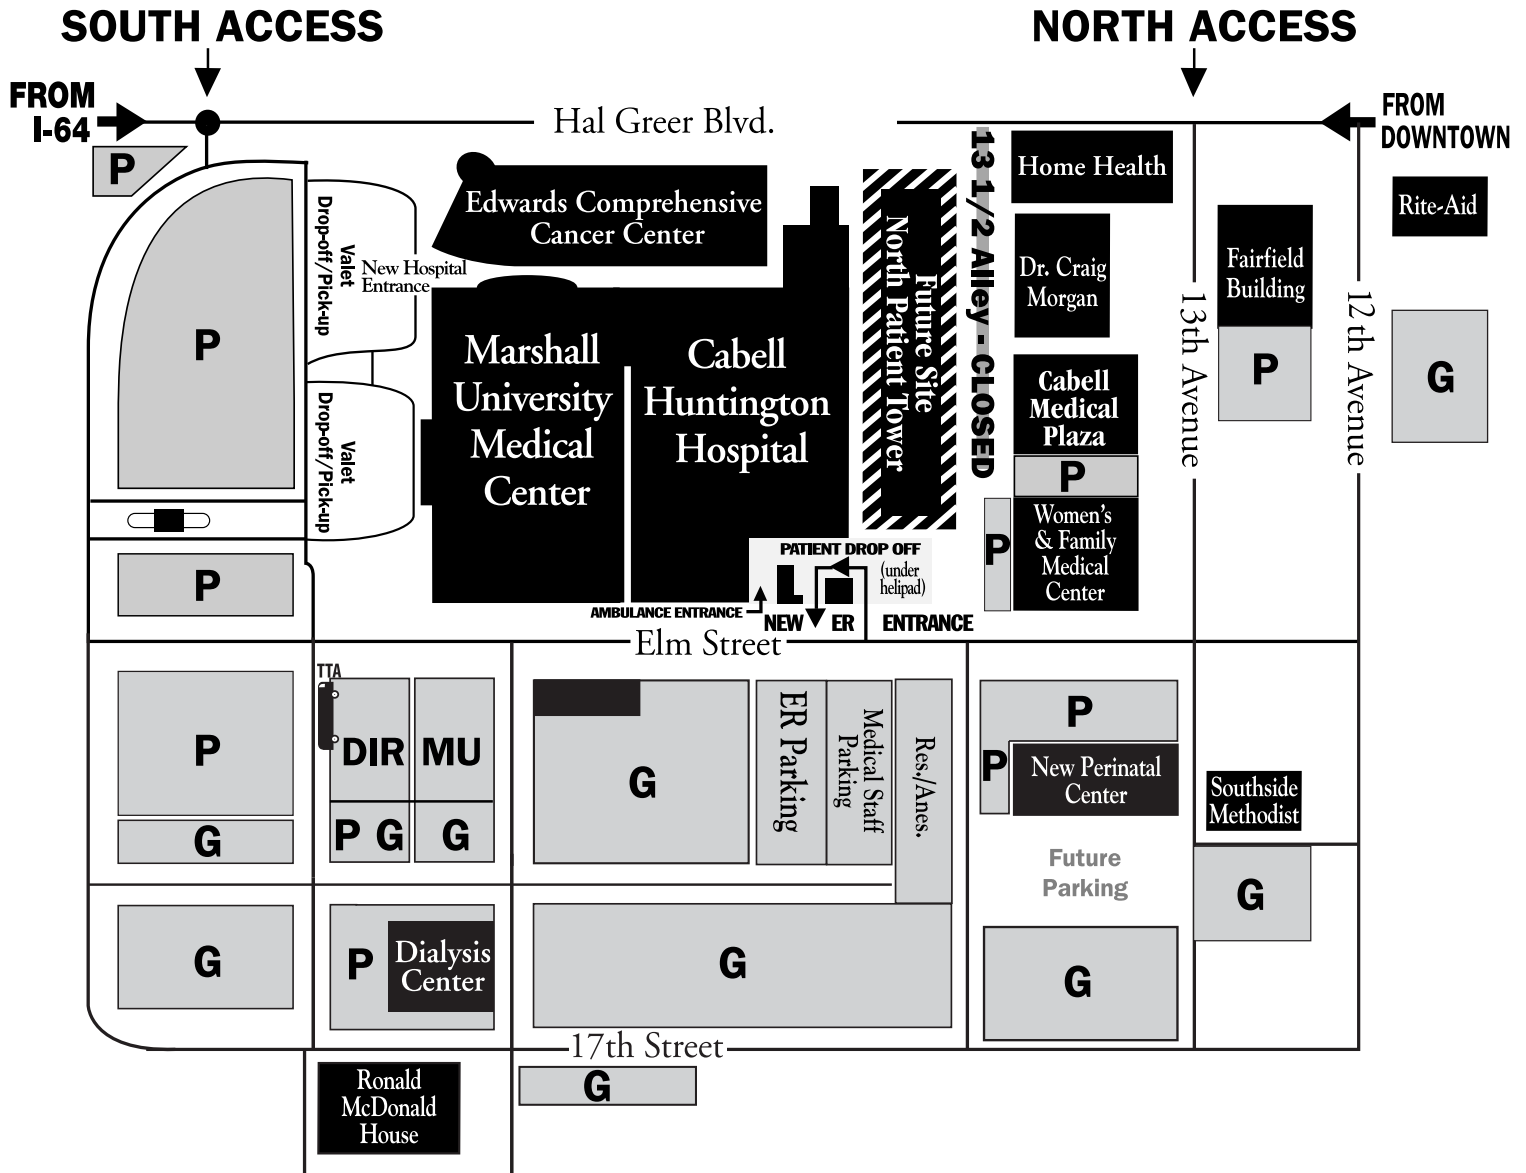 SOUTH ACCESS
NORTH ACCESS
FROM
I-64
Hal Greer Blvd.
FROM
DOWNTOWN
P
Edwards Comprehensive
Cancer Center
Home Health
Rite-Aid
13 1/2 Alley - CLOSED
Valet
Drop-off/Pick-up
New Hospital
Entrance
P
Future Site
North Patient Tower
Dr. Craig
Morgan
Fairfield
Building
13th Avenue
12 th Avenue
Marshall
University
Medical
Center
Cabell
Huntington
Hospital
Cabell
Medical
Plaza
P
G
Valet
Drop-off/Pick-up
P
P
Women's
& Family
Medical
Center
P
PATIENT DROP OFF
(under
helipad)
AMBULANCE ENTRANCE
NEW ER ENTRANCE
Elm Street
TTA
P
DIR
MU
G
ER Parking
Medical Staff
Parking
Res./Anes.
P
P
New Perinatal
Center
Southside
Methodist
G
P G
G
Future
Parking
G
G
P
Dialysis
Center
G
G
17th Street
Ronald
McDonald
House
G